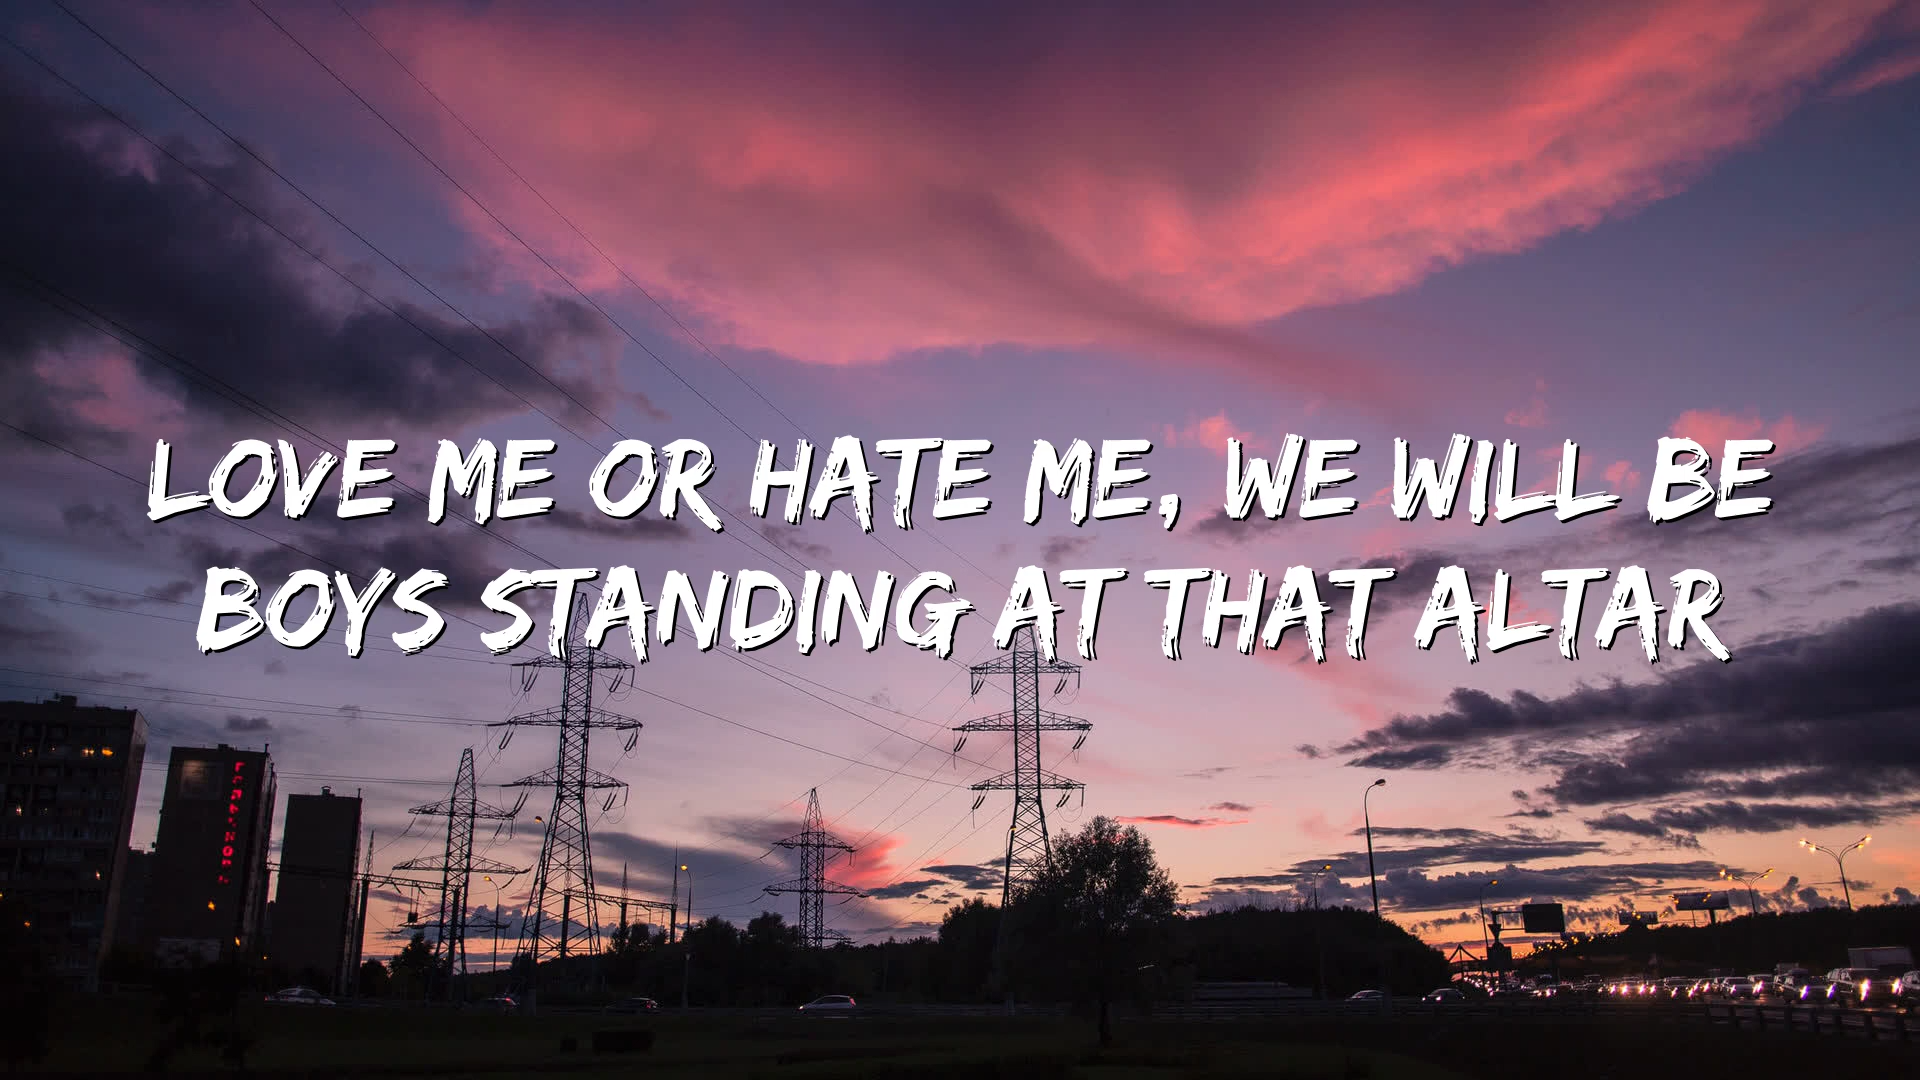 LOVE ME OR HATE ME, WE WILL BE
BOYS STANDING AT THAT ALTAR